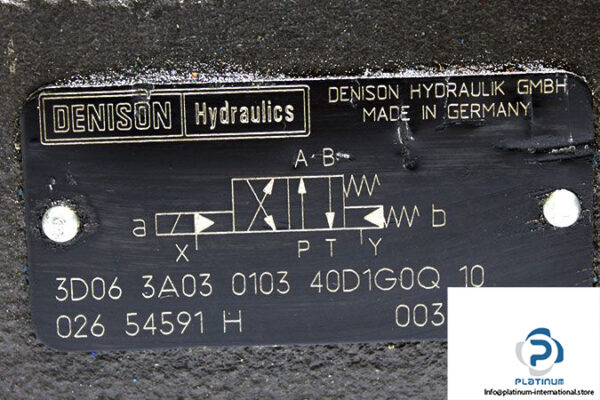 DENISON Hydraulics
DENISON HYDRAULIK GMBH
MADE IN GERMANY
A B
a b
X P T Y
3D06 3A03 0103 40D1G0Q 10
026 54591 H 003
PLATINUM
Info@platinum-international.store